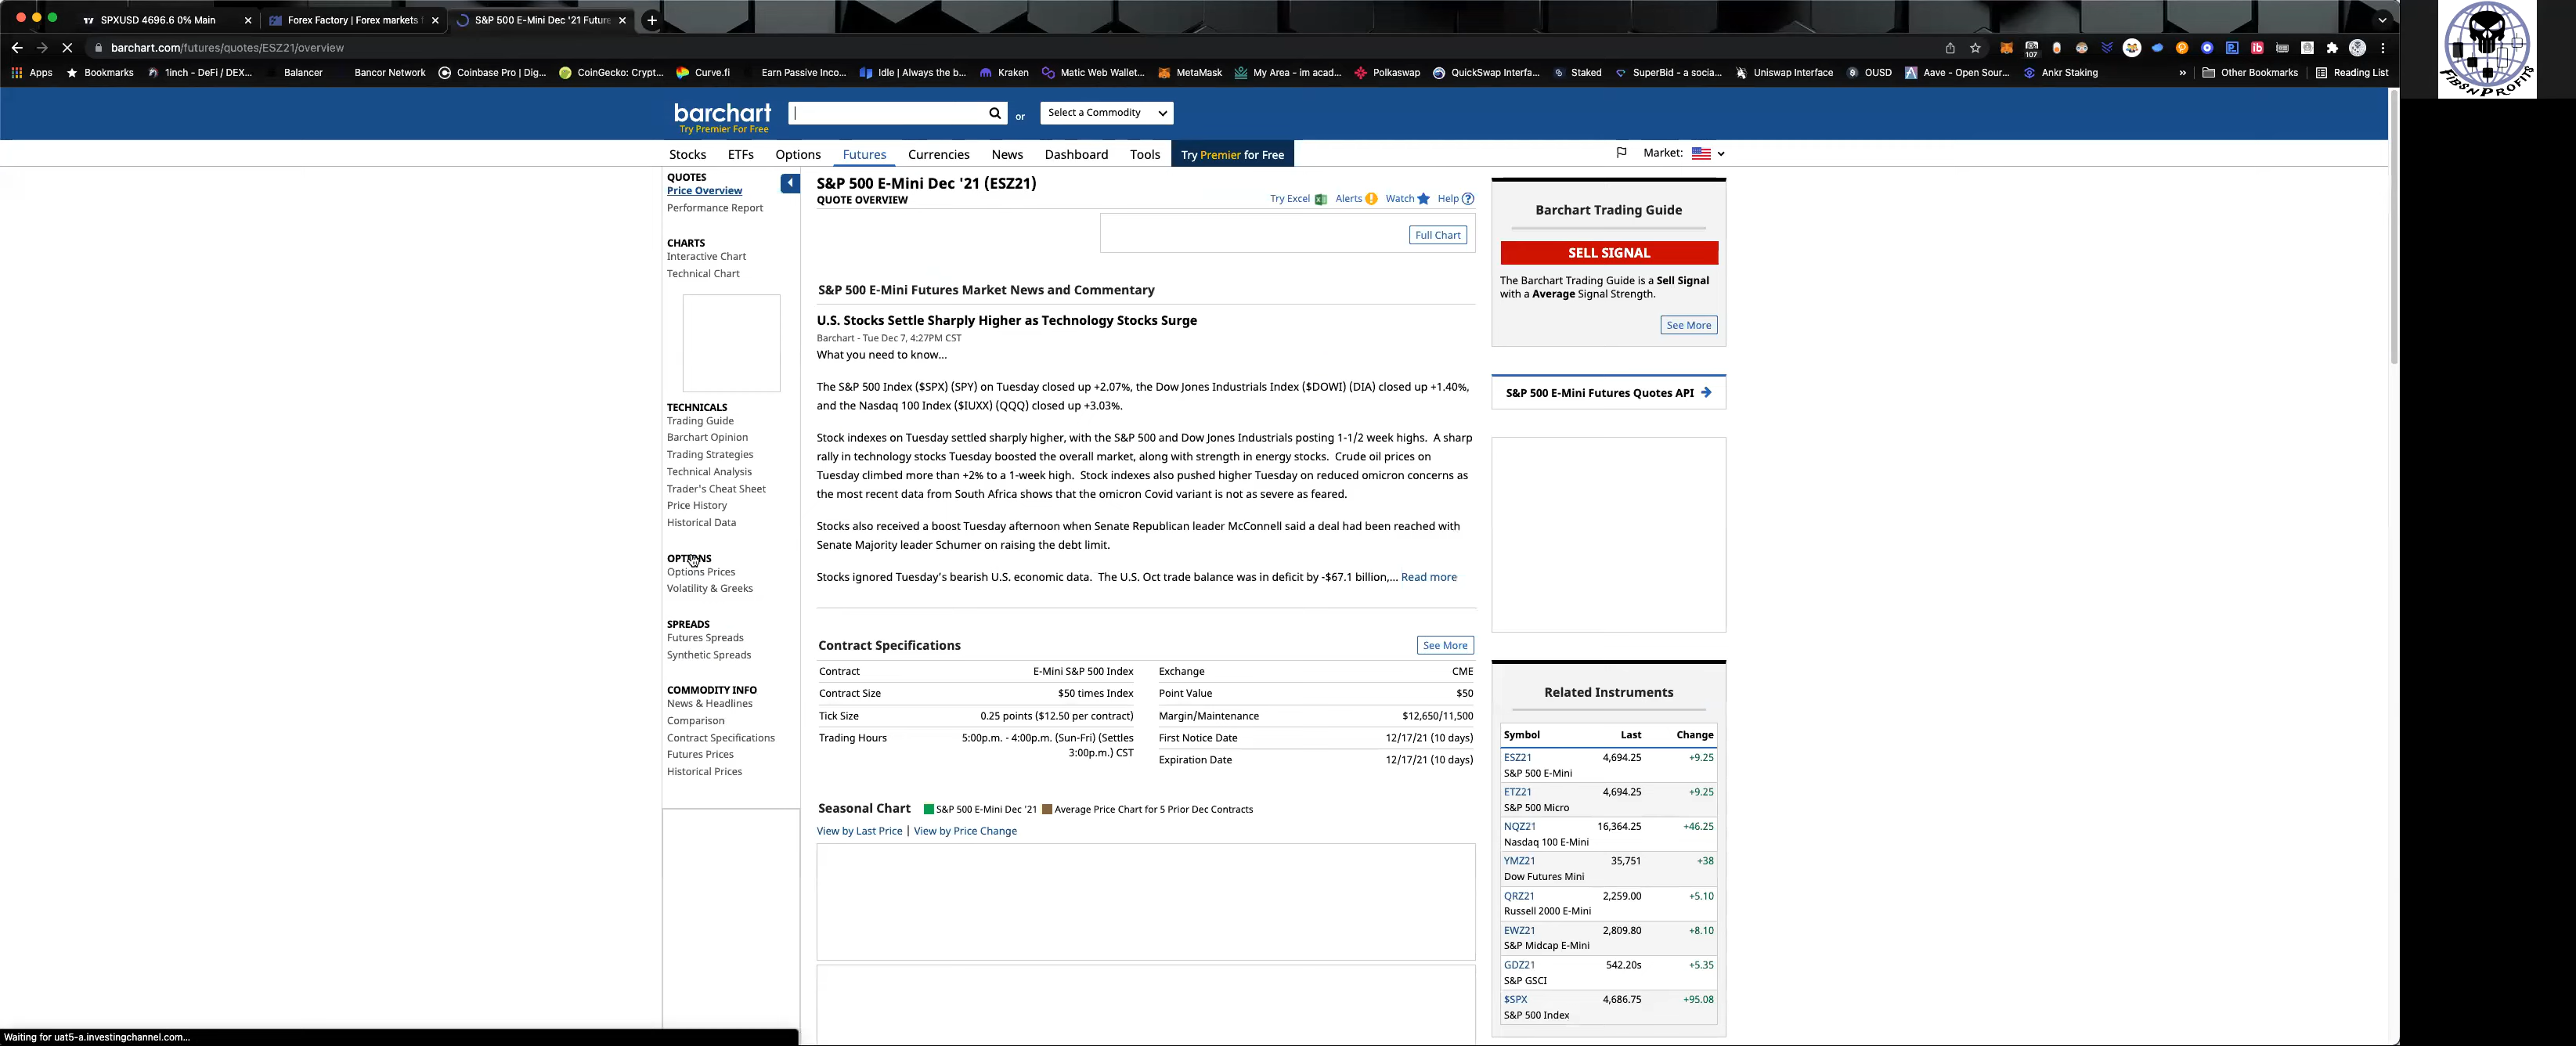 SPXUSD 4696.6 0% Main
Forex Factory | Forex markets
S&P 500 E-Mini Dec '21 Future
barchart.com/futures/quotes/ESZ21/overview
107
Apps
Bookmarks
1inch - DeFi / DEX...
Balancer
Bancor Network
Coinbase Pro | Dig...
CoinGecko: Crypt...
Curve.fi
Earn Passive Inco...
Idle | Always the b...
Kraken
Matic Web Wallet...
MetaMask
My Area - im acad...
Polkaswap
QuickSwap Interfa...
Staked
SuperBid - a socia...
Uniswap Interface
OUSD
Aave - Open Sour...
Ankr Staking
»
Other Bookmarks
Reading List
FIBSNPROFITS
barchart
Try Premier For Free
or
Select a Commodity
Stocks
ETFs
Options
Futures
Currencies
News
Dashboard
Tools
Try Premier for Free
Market:
QUOTES
Price Overview
Performance Report
CHARTS
Interactive Chart
Technical Chart
TECHNICALS
Trading Guide
Barchart Opinion
Trading Strategies
Technical Analysis
Trader's Cheat Sheet
Price History
Historical Data
OPTIONS
Options Prices
Volatility & Greeks
SPREADS
Futures Spreads
Synthetic Spreads
COMMODITY INFO
News & Headlines
Comparison
Contract Specifications
Futures Prices
Historical Prices
S&P 500 E-Mini Dec '21 (ESZ21)
QUOTE OVERVIEW
Try Excel
Alerts
Watch
Help
Full Chart
S&P 500 E-Mini Futures Market News and Commentary
U.S. Stocks Settle Sharply Higher as Technology Stocks Surge
Barchart - Tue Dec 7, 4:27PM CST
What you need to know...
The S&P 500 Index ($SPX) (SPY) on Tuesday closed up +2.07%, the Dow Jones Industrials Index ($DOWI) (DIA) closed up +1.40%,
and the Nasdaq 100 Index ($IUXX) (QQQ) closed up +3.03%.
Stock indexes on Tuesday settled sharply higher, with the S&P 500 and Dow Jones Industrials posting 1-1/2 week highs. A sharp
rally in technology stocks Tuesday boosted the overall market, along with strength in energy stocks. Crude oil prices on
Tuesday climbed more than +2% to a 1-week high. Stock indexes also pushed higher Tuesday on reduced omicron concerns as
the most recent data from South Africa shows that the omicron Covid variant is not as severe as feared.
Stocks also received a boost Tuesday afternoon when Senate Republican leader McConnell said a deal had been reached with
Senate Majority leader Schumer on raising the debt limit.
Stocks ignored Tuesday's bearish U.S. economic data. The U.S. Oct trade balance was in deficit by -$67.1 billion,... Read more
Contract Specifications
See More
Contract E-Mini S&P 500 Index Exchange CME
Contract Size $50 times Index Point Value $50
Tick Size 0.25 points ($12.50 per contract) Margin/Maintenance $12,650/11,500
Trading Hours 5:00p.m. - 4:00p.m. (Sun-Fri) (Settles First Notice Date 12/17/21 (10 days)
3:00p.m.) CST
Expiration Date 12/17/21 (10 days)
Seasonal Chart
S&P 500 E-Mini Dec '21
Average Price Chart for 5 Prior Dec Contracts
View by Last Price | View by Price Change
Barchart Trading Guide
SELL SIGNAL
The Barchart Trading Guide is a Sell Signal
with a Average Signal Strength.
See More
S&P 500 E-Mini Futures Quotes API
Related Instruments
Symbol Last Change
ESZ21 4,694.25 +9.25
S&P 500 E-Mini
ETZ21 4,694.25 +9.25
S&P 500 Micro
NQZ21 16,364.25 +46.25
Nasdaq 100 E-Mini
YMZ21 35,751 +38
Dow Futures Mini
QRZ21 2,259.00 +5.10
Russell 2000 E-Mini
EWZ21 2,809.80 +8.10
S&P Midcap E-Mini
GDZ21 542.20s +5.35
S&P GSCI
$SPX 4,686.75 +95.08
S&P 500 Index
Waiting for uat5-a.investingchannel.com...